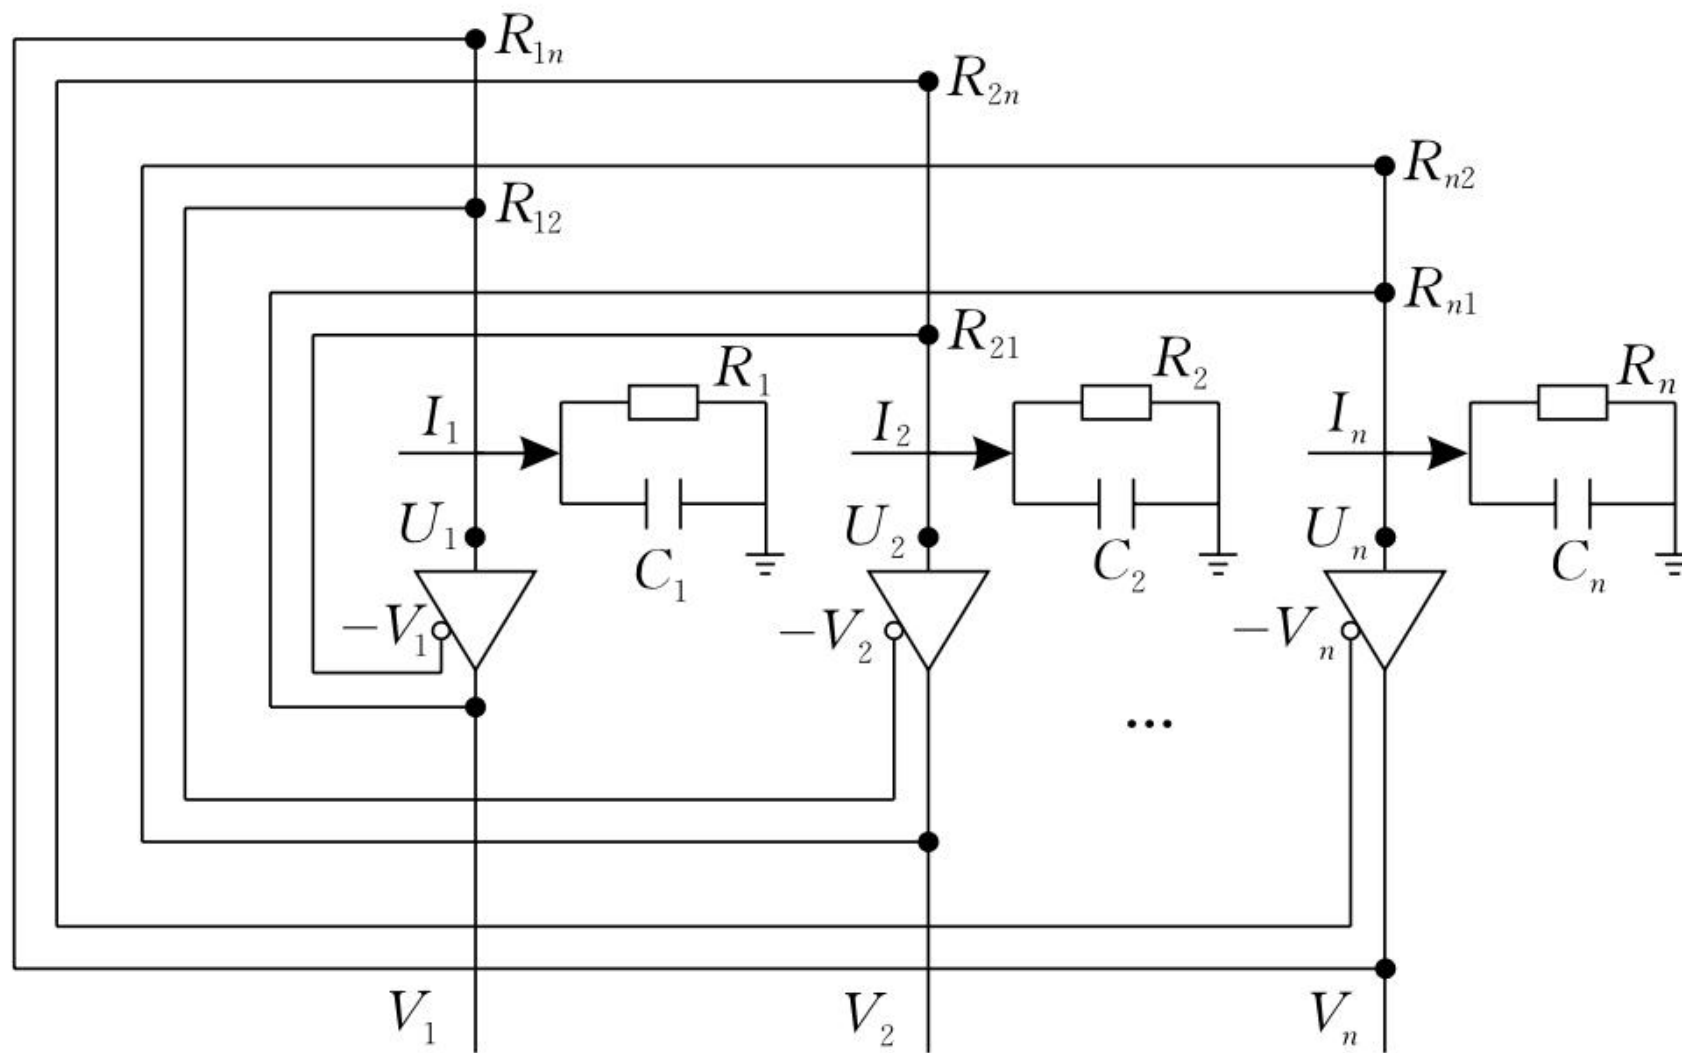 R₁ₙ
R₂ₙ
Rₙ₂
R₁₂
Rₙ₁
R₂₁
R₁ R₂ Rₙ
I₁ I₂ Iₙ
U₁ U₂ Uₙ
C₁ C₂ Cₙ
−V₁ −V₂ −Vₙ
...
V₁ V₂ Vₙ